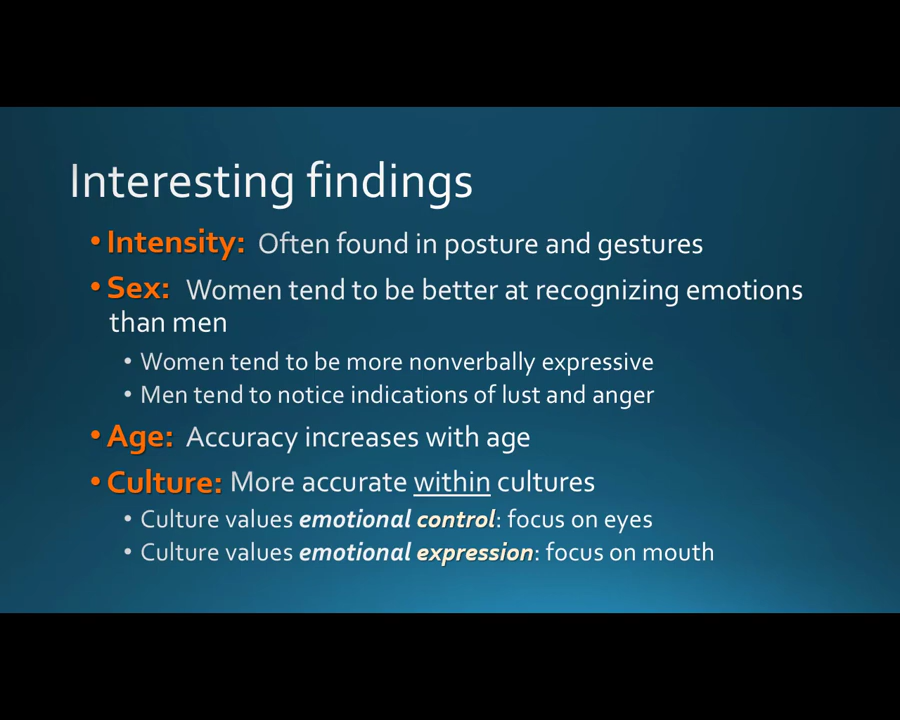 Interesting findings
• Intensity: Often found in posture and gestures
• Sex: Women tend to be better at recognizing emotions
than men
• Women tend to be more nonverbally expressive
• Men tend to notice indications of lust and anger
• Age: Accuracy increases with age
• Culture: More accurate within cultures
• Culture values emotional control: focus on eyes
• Culture values emotional expression: focus on mouth